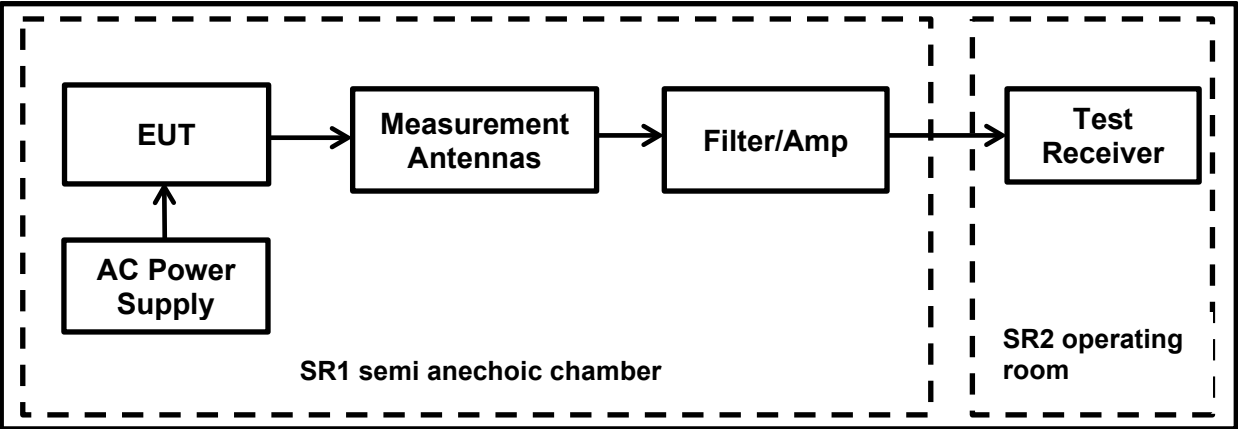 EUT
Measurement
Antennas
Filter/Amp
Test
Receiver
AC Power
Supply
SR1 semi anechoic chamber
SR2 operating
room